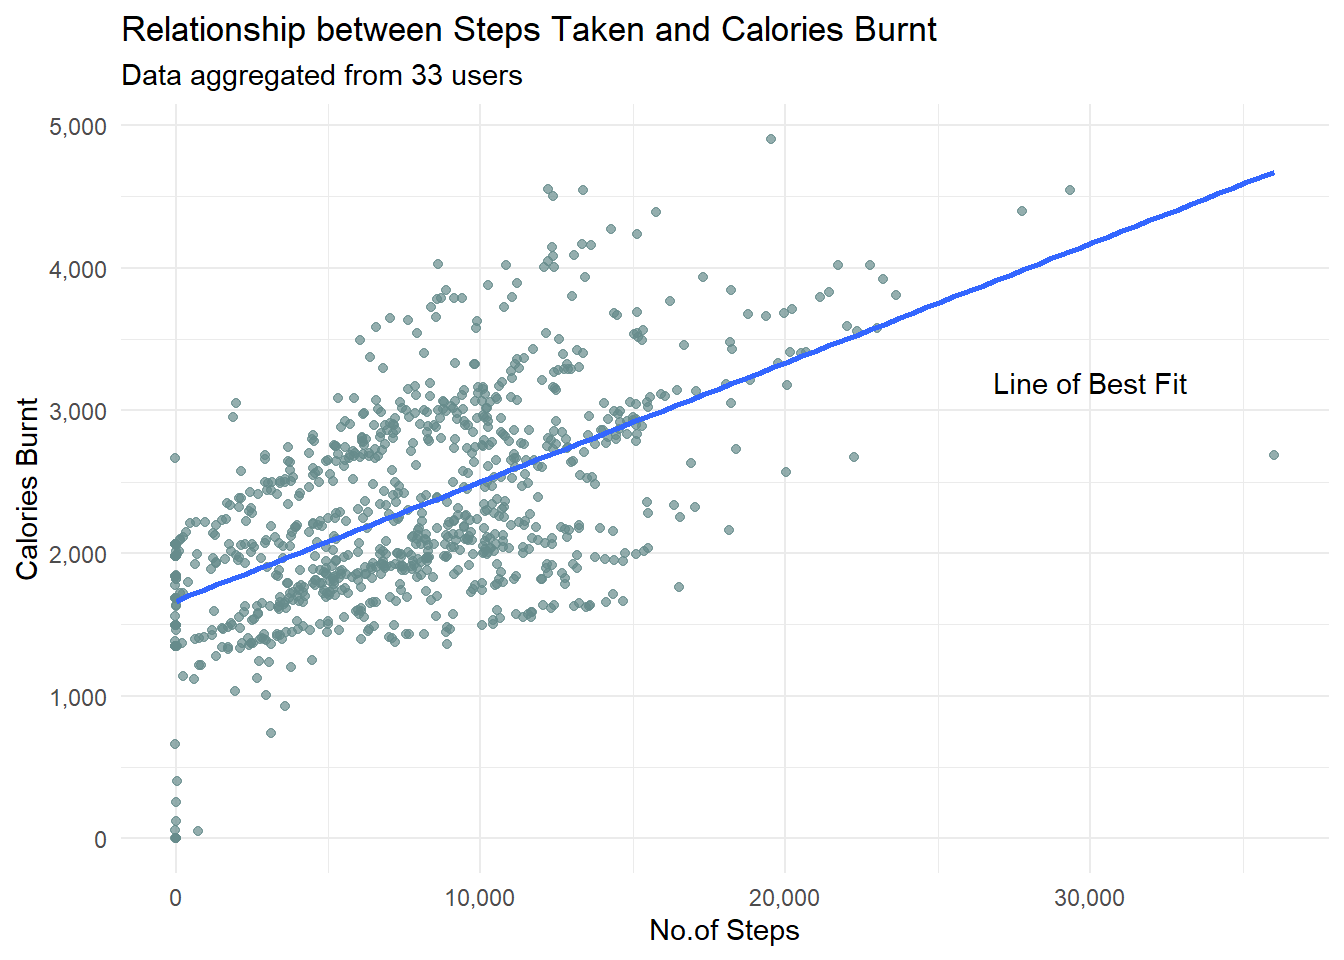 Relationship between Steps Taken and Calories Burnt
Data aggregated from 33 users
Calories Burnt
5,000
4,000
3,000
2,000
1,000
0
Line of Best Fit
0 10,000 20,000 30,000
No.of Steps